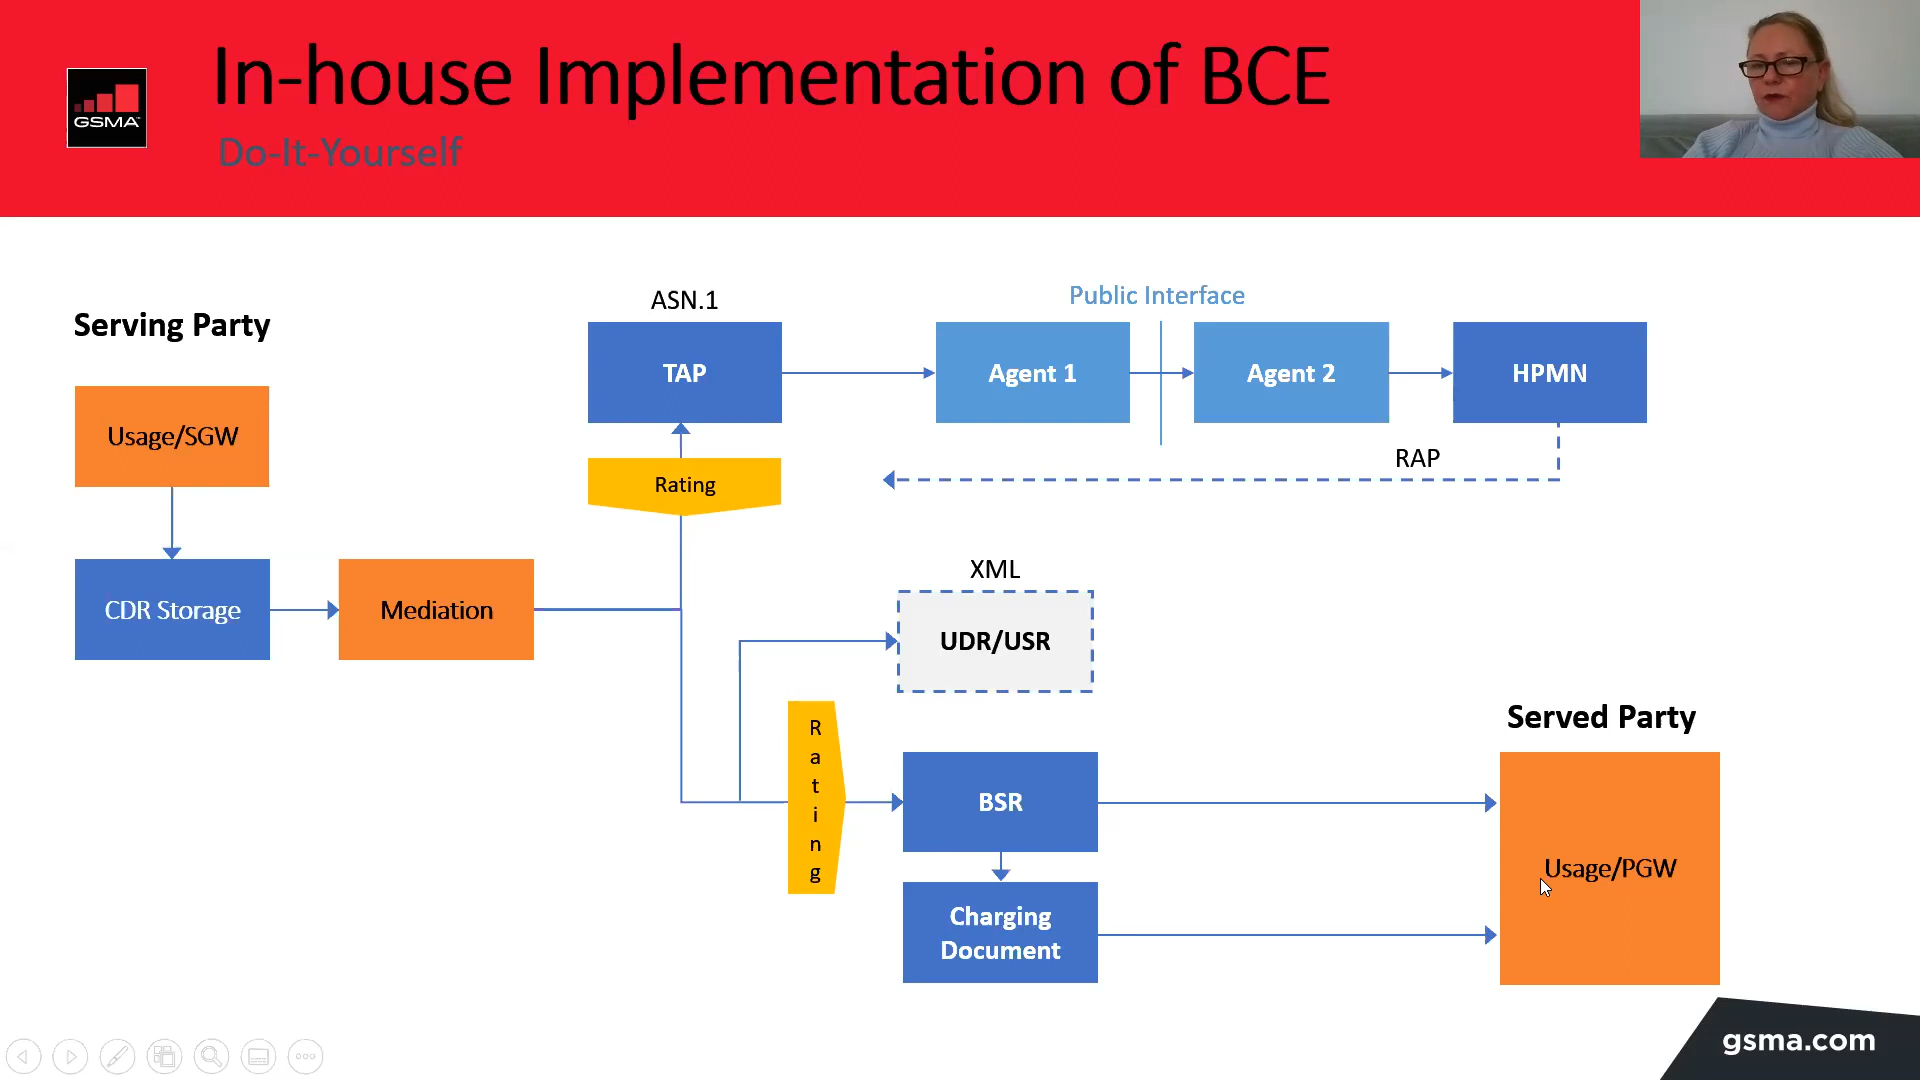 In-house Implementation of BCE
GSMA™
Do-It-Yourself
Serving Party
ASN.1
Public Interface
TAP
Agent 1
Agent 2
HPMN
Usage/SGW
Rating
RAP
CDR Storage
Mediation
XML
UDR/USR
Rating
BSR
Served Party
Usage/PGW
Charging
Document
gsma.com